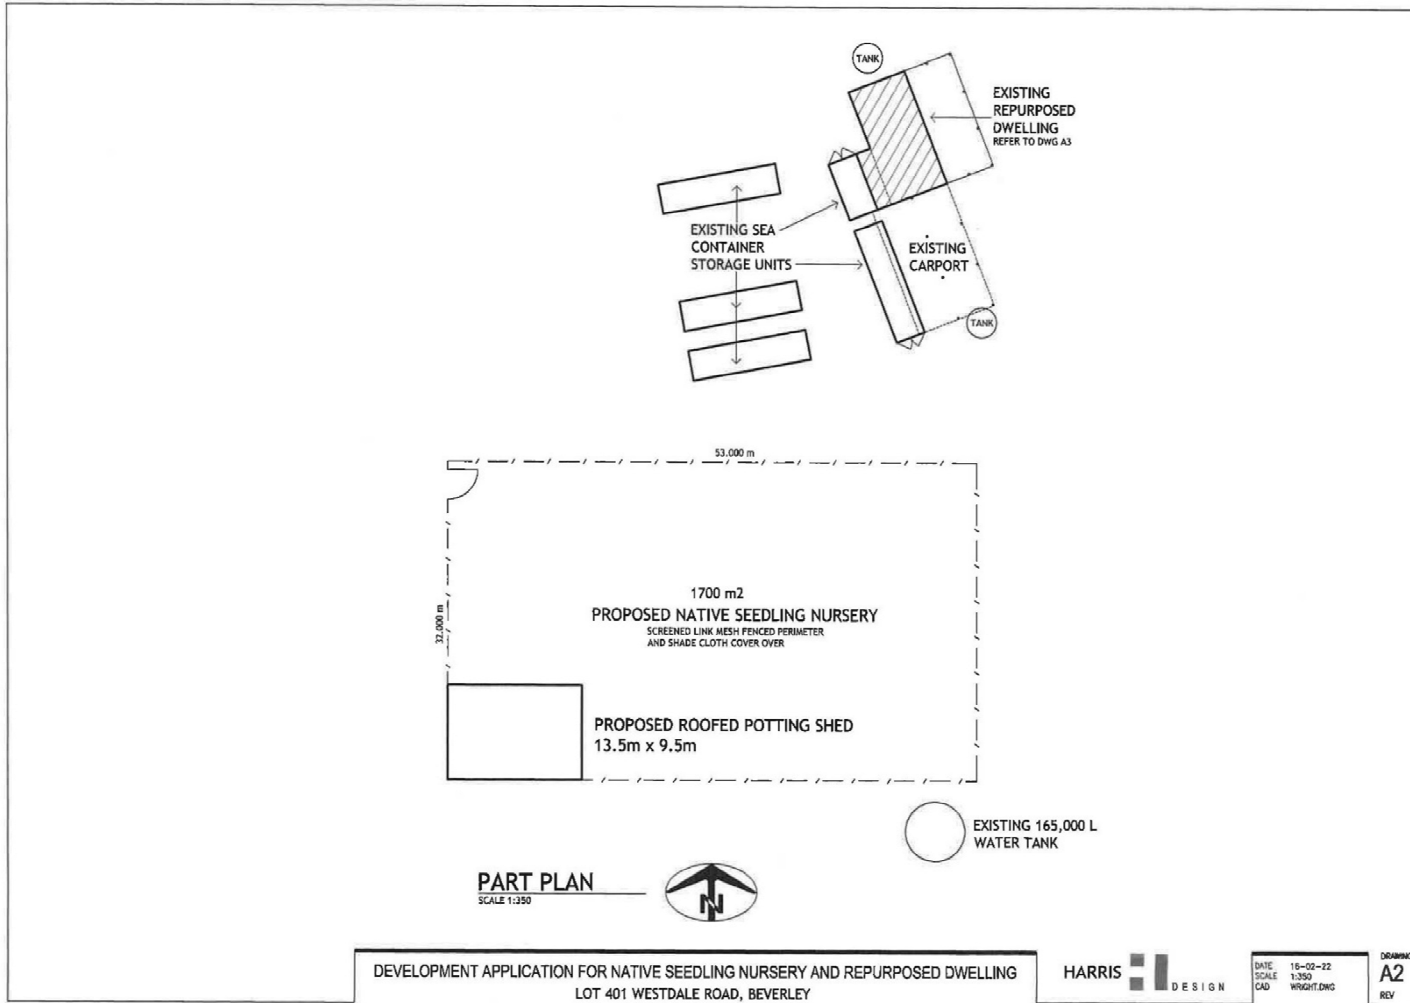 TANK
EXISTING
REPURPOSED
DWELLING
REFER TO DWG A3
EXISTING SEA
CONTAINER
STORAGE UNITS
EXISTING
CARPORT
TANK
53.000 m
32.000 m
1700 m2
PROPOSED NATIVE SEEDLING NURSERY
SCREENED LINK MESH FENCED PERIMETER
AND SHADE CLOTH COVER OVER
PROPOSED ROOFED POTTING SHED
13.5m x 9.5m
EXISTING 165,000 L
WATER TANK
PART PLAN
SCALE 1:350
N
DEVELOPMENT APPLICATION FOR NATIVE SEEDLING NURSERY AND REPURPOSED DWELLING
LOT 401 WESTDALE ROAD, BEVERLEY
HARRIS
DESIGN
DATE 16-02-22
SCALE 1:350
CAD WRIGHT.DWG
DRAWING
A2
REV